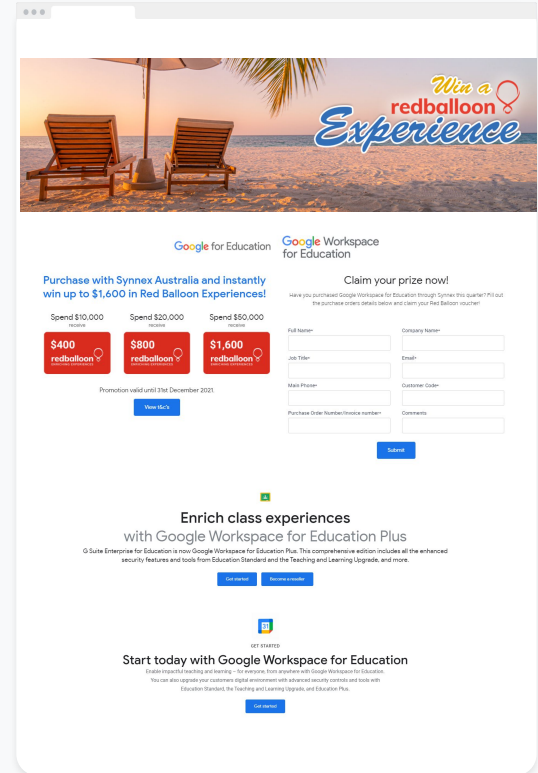 Win a
redballoon
Experience
Google for Education
Google Workspace
for Education
Purchase with Synnex Australia and instantly
win up to $1,600 in Red Balloon Experiences!
Spend $10,000
receive
Spend $20,000
receive
Spend $50,000
receive
$400
redballoon
ENRICHING EXPERIENCES
$800
redballoon
ENRICHING EXPERIENCES
$1,600
redballoon
ENRICHING EXPERIENCES
Promotion valid until 31st December 2021.
View t&c's
Claim your prize now!
Have you purchased Google Workspace for Education through Synnex this quarter? Fill out
the purchase orders details below and claim your Red Balloon voucher!
Full Name*
Company Name*
Job Title*
Email*
Main Phone*
Customer Code*
Purchase Order Number/Invoice number*
Comments
Submit
Enrich class experiences
with Google Workspace for Education Plus
G Suite Enterprise for Education is now Google Workspace for Education Plus. This comprehensive edition includes all the enhanced
security features and tools from Education Standard and the Teaching and Learning Upgrade, and more.
Get started
Become a reseller
31
GET STARTED
Start today with Google Workspace for Education
Enable impactful teaching and learning – for everyone, from anywhere with Google Workspace for Education.
You can also upgrade your customers digital environment with advanced security controls and tools with
Education Standard, the Teaching and Learning Upgrade, and Education Plus.
Get started